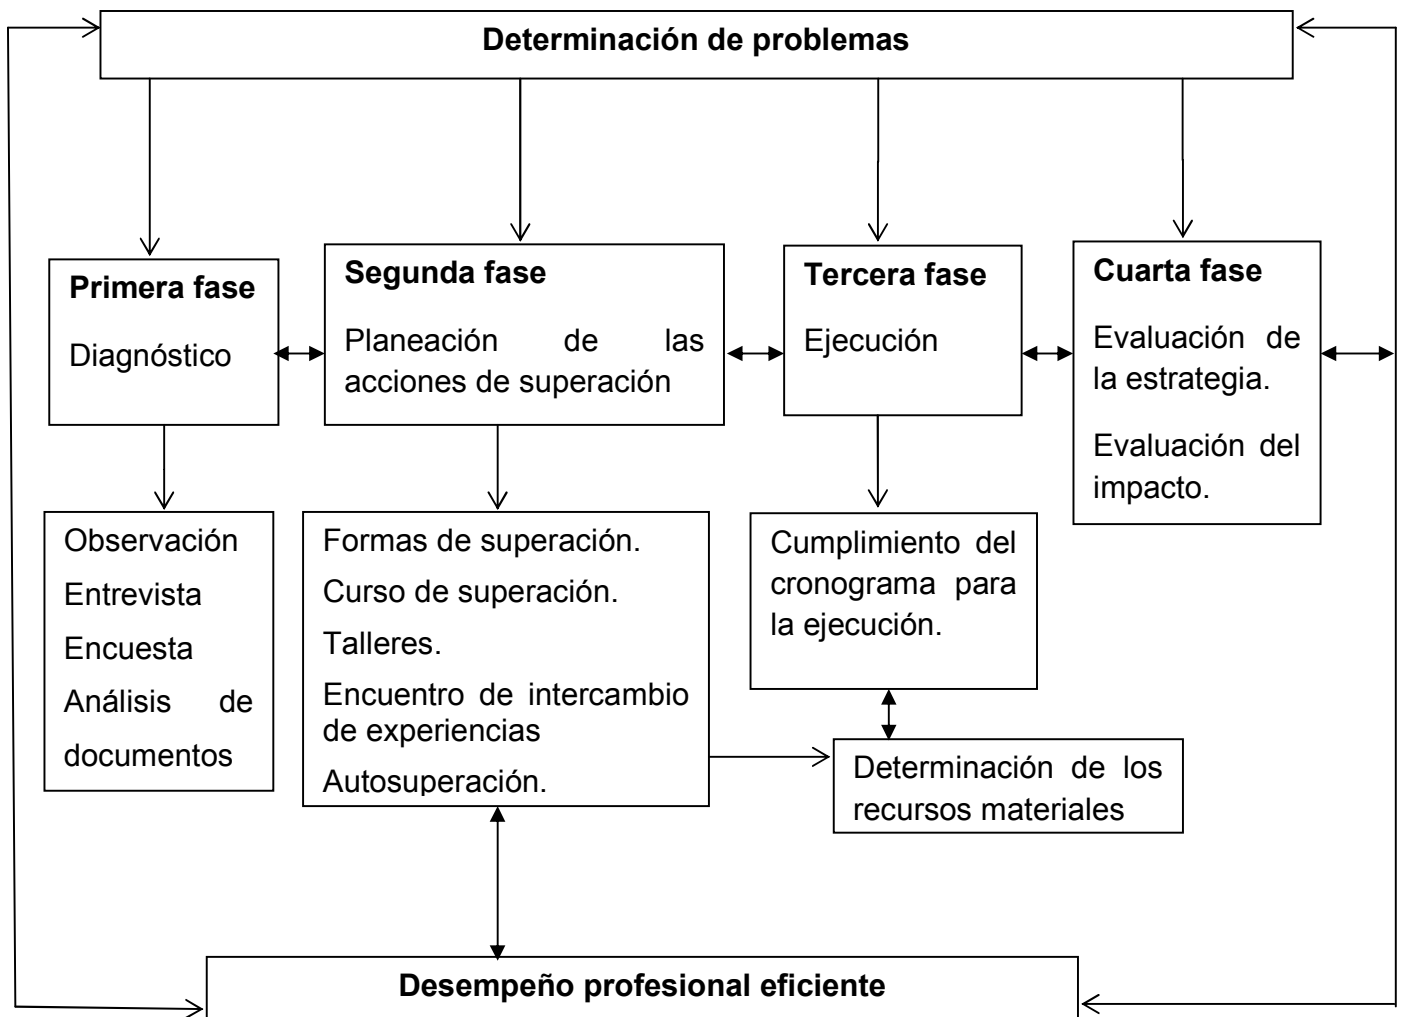 Determinación de problemas
Primera fase
Diagnóstico
Segunda fase
Planeación de las
acciones de superación
Tercera fase
Ejecución
Cuarta fase
Evaluación de
la estrategia.
Evaluación del
impacto.
Observación
Entrevista
Encuesta
Análisis de
documentos
Formas de superación.
Curso de superación.
Talleres.
Encuentro de intercambio
de experiencias
Autosuperación.
Cumplimiento del
cronograma para
la ejecución.
Determinación de los
recursos materiales
Desempeño profesional eficiente